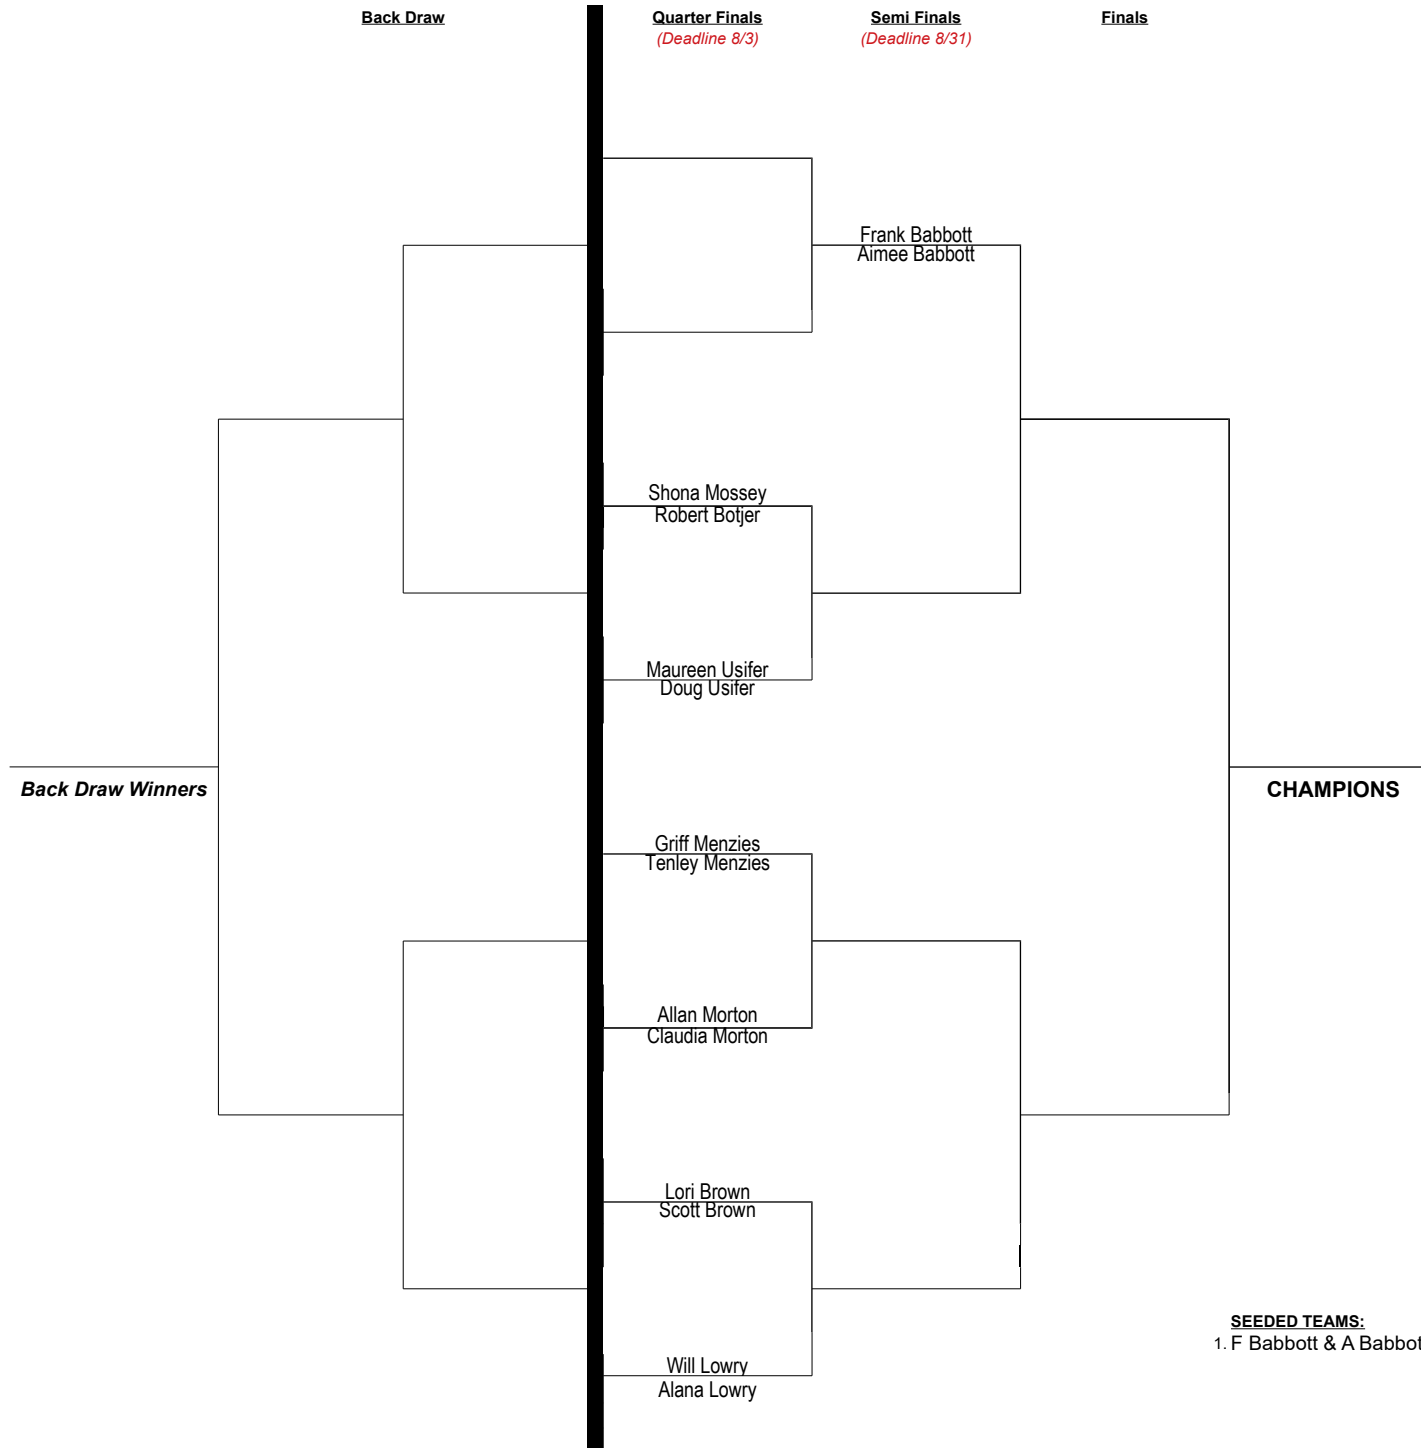 Back Draw
Quarter Finals
Semi Finals
Finals
(Deadline 8/3)
(Deadline 8/31)
Frank Babbott
Aimee Babbott
Shona Mossey
Robert Botjer
Maureen Usifer
Doug Usifer
Back Draw Winners
CHAMPIONS
Griff Menzies
Tenley Menzies
Allan Morton
Claudia Morton
Lori Brown
Scott Brown
SEEDED TEAMS:
1. F Babbott & A Babbot
Will Lowry
Alana Lowry